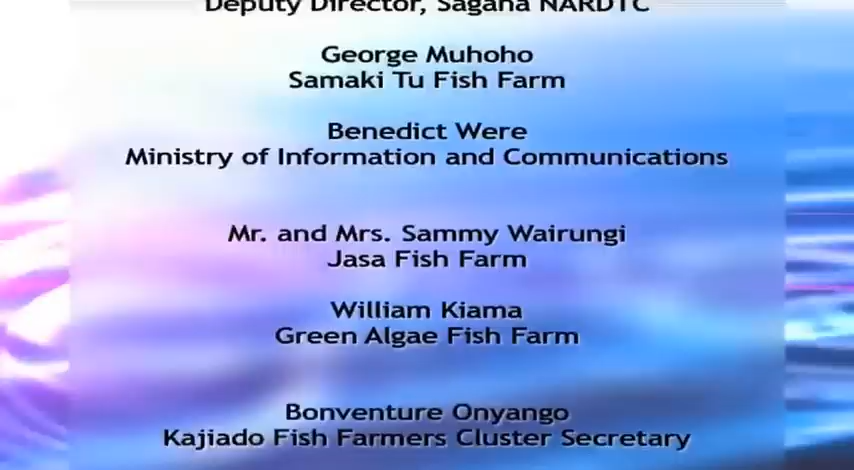 Deputy Director, Sagana NARDTC
George Muhoho
Samaki Tu Fish Farm
Benedict Were
Ministry of Information and Communications
Mr. and Mrs. Sammy Wairungi
Jasa Fish Farm
William Kiama
Green Algae Fish Farm
Bonventure Onyango
Kajiado Fish Farmers Cluster Secretary